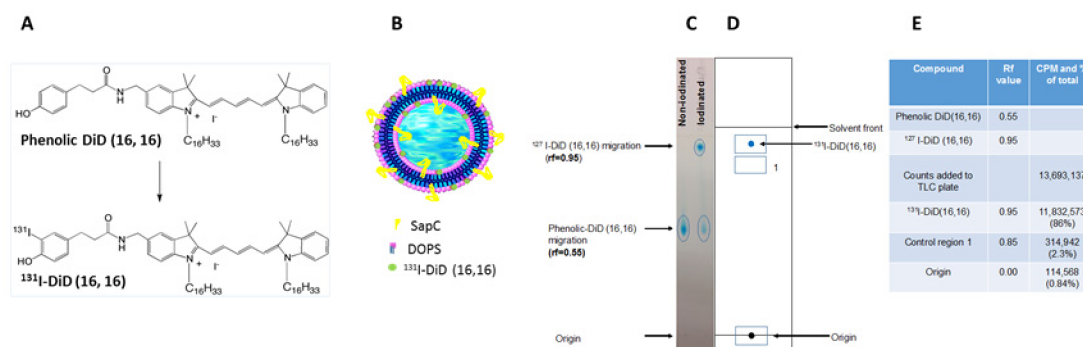 A
HO
O
NH
N
+
I-
N
C16H33
C16H33
Phenolic DiD (16, 16)
131I
HO
O
NH
N
+
I-
N
C16H33
C16H33
131I-DiD (16, 16)
B
SapC
DOPS
131I-DiD (16,16)
C
D
Non-iodinated
Iodinated
127 I-DiD (16,16) migration
(rf=0.95)
Phenolic-DiD (16,16)
migration
(rf=0.55)
Origin
Solvent front
131I-DiD(16,16)
1
Origin
E
Compound
Rf value
CPM and %
of total
Phenolic DiD(16,16)
0.55
127 I-DiD (16,16)
0.95
Counts added to
TLC plate
13,693,137
131I-DiD(16,16)
0.95
11,832,573
(86%)
Control region 1
0.85
314,942
(2.3%)
Origin
0.00
114,568
(0.84%)